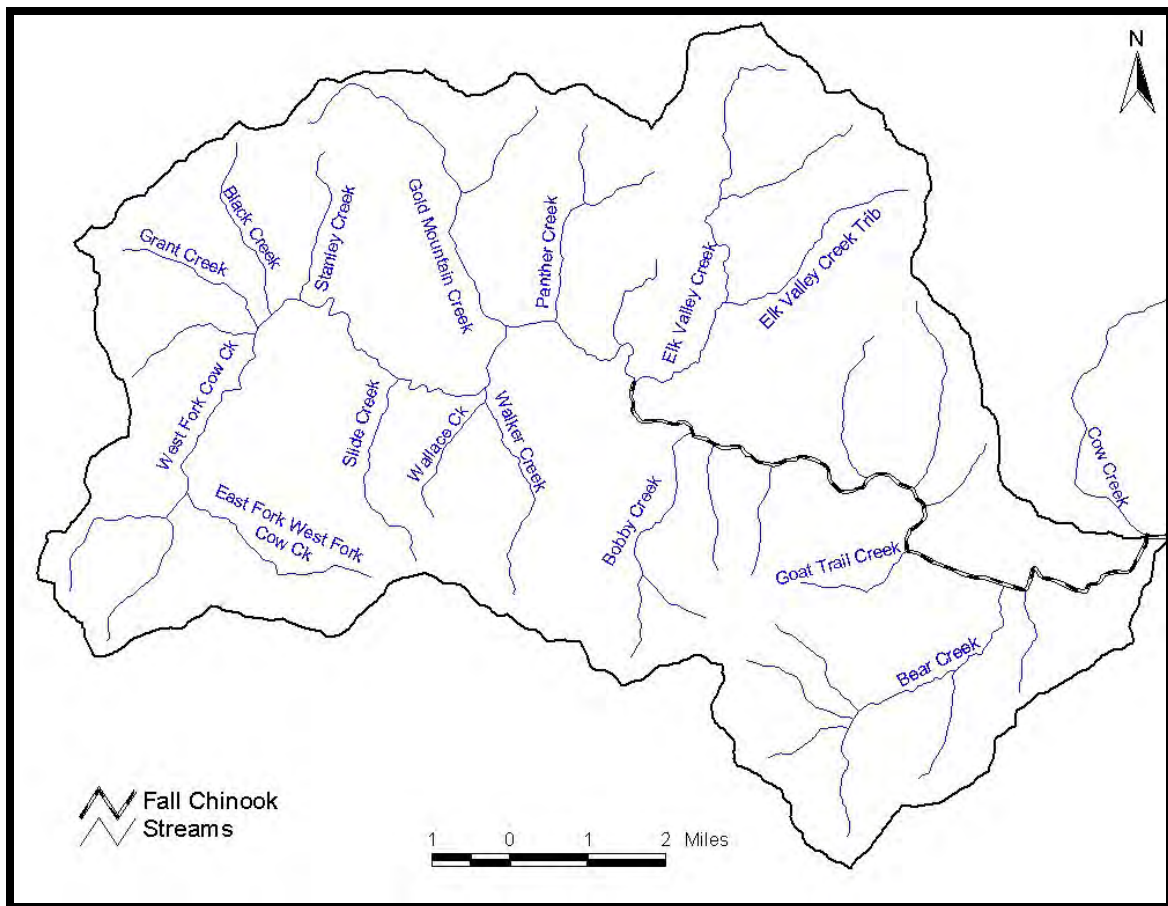 N
Black Creek
Stanley Creek
Gold Mountain Creek
Panther Creek
Grant Creek
Elk Valley Creek
Elk Valley Creek Trib
West Fork Cow Ck
Slide Creek
Wallace Ck
Walker Creek
Cow Creek
East Fork West Fork
Cow Ck
Bobby Creek
Goat Trail Creek
Bear Creek
Fall Chinook
Streams
1 0 1 2 Miles